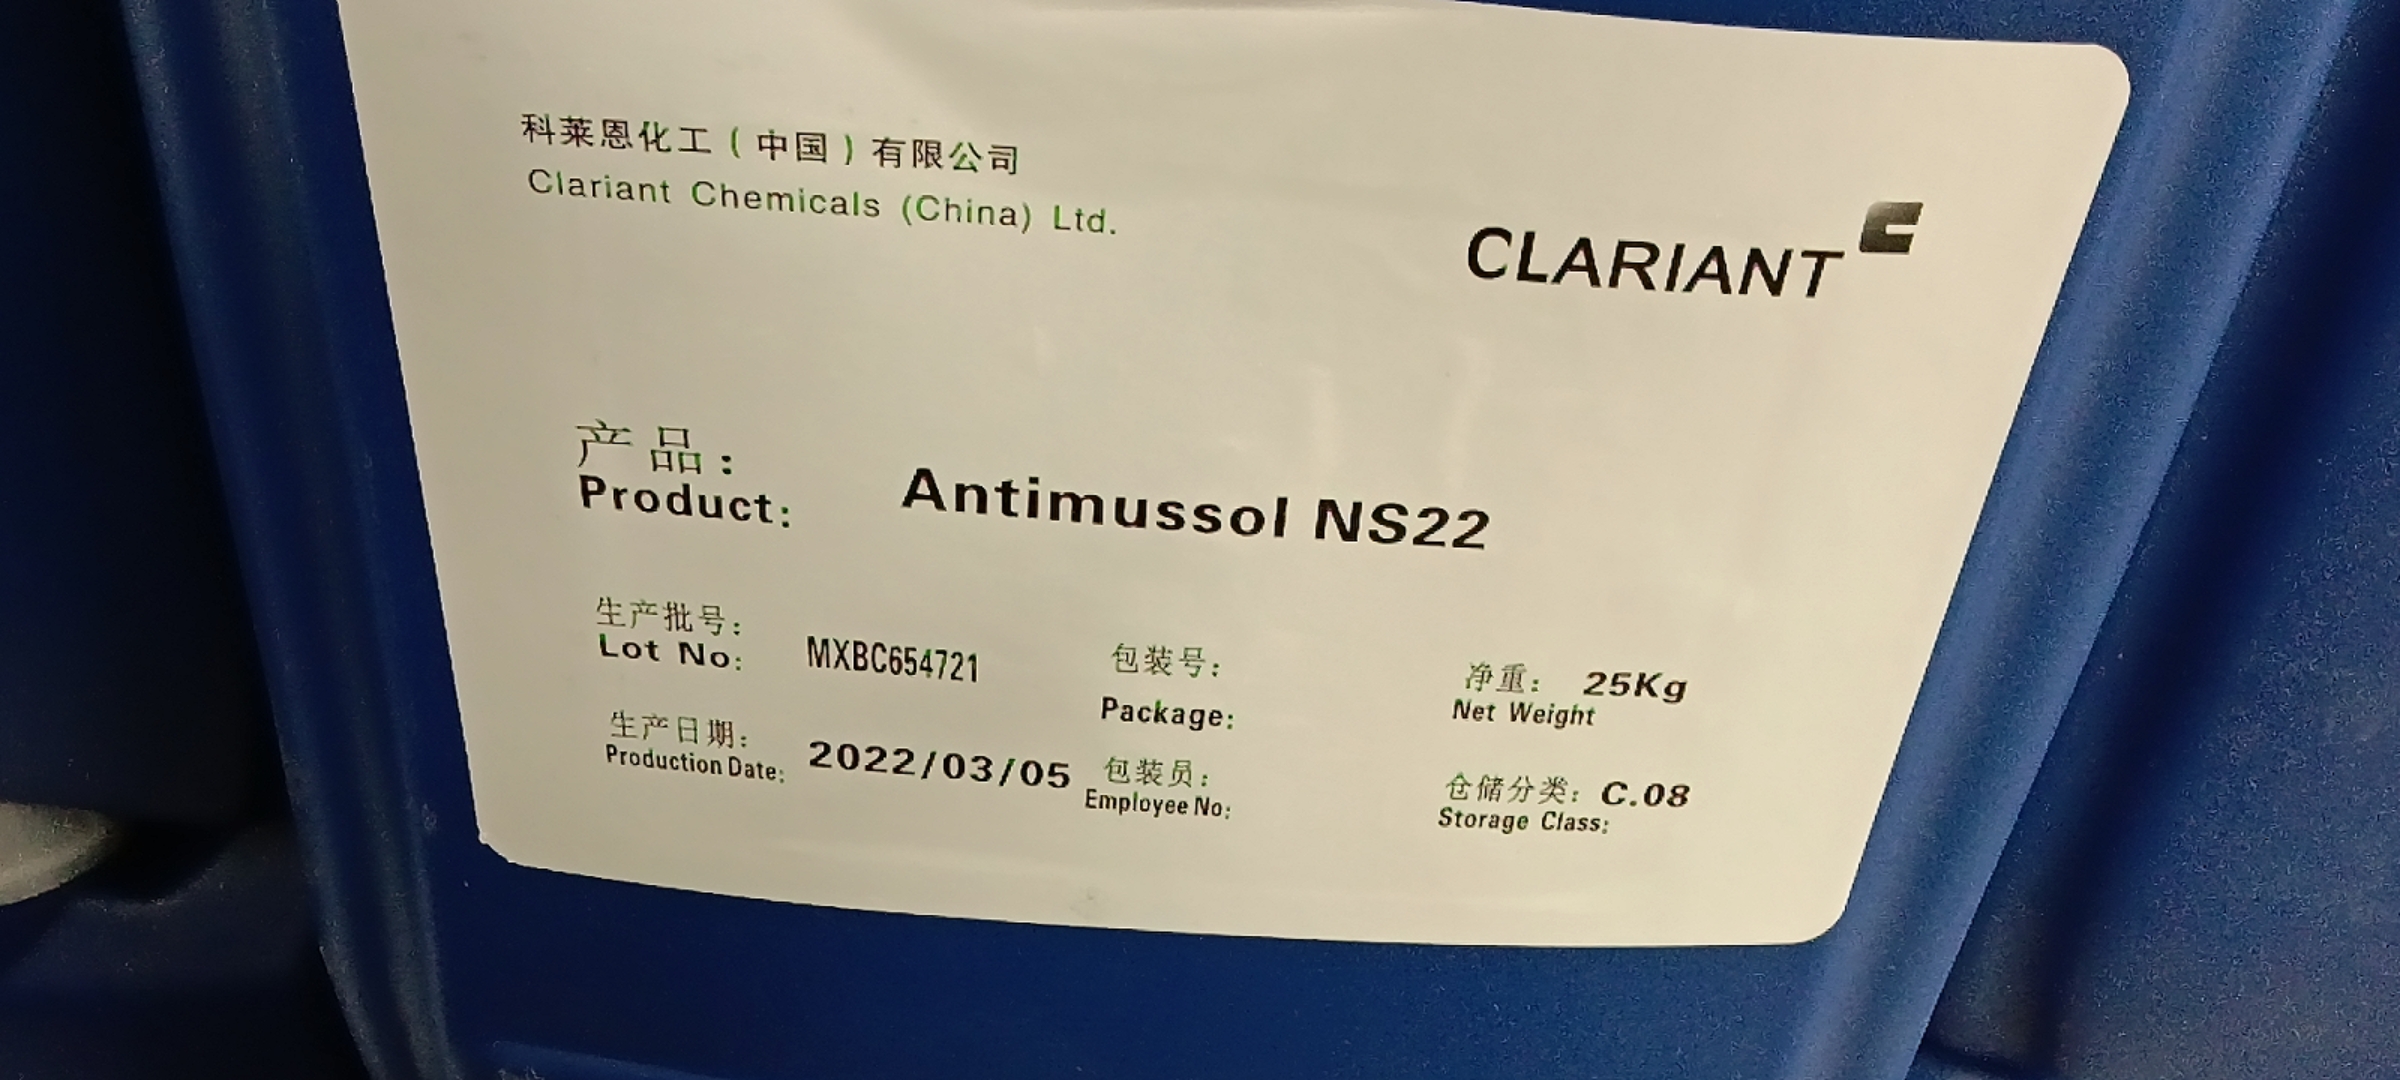 科莱恩化工(中国)有限公司
Clariant Chemicals (China) Ltd.
CLARIANT
产品:
Product: Antimussol NS22
生产批号:
Lot No: MXBC654721
包装号:
Package:
净重: 25Kg
Net Weight
生产日期:
Production Date: 2022/03/05
包装员:
Employee No:
仓储分类: C.08
Storage Class: